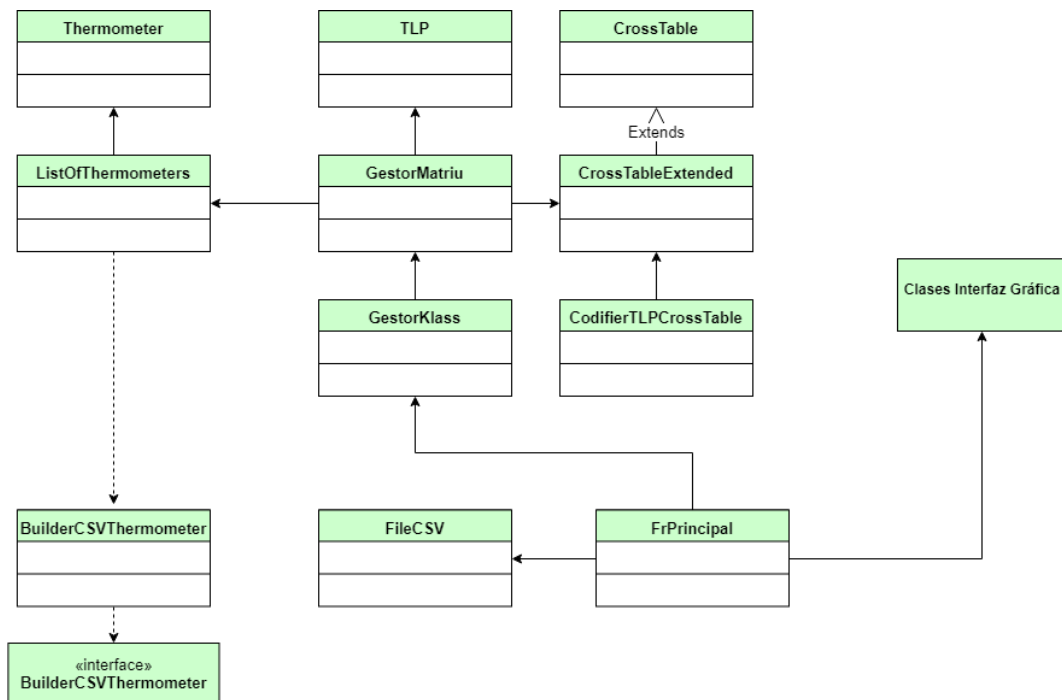 Thermometer
TLP
CrossTable
Extends
ListOfThermometers
GestorMatriu
CrossTableExtended
Clases Interfaz Gráfica
GestorKlass
CodifierTLPCrossTable
BuilderCSVThermometer
FileCSV
FrPrincipal
«interface»
BuilderCSVThermometer